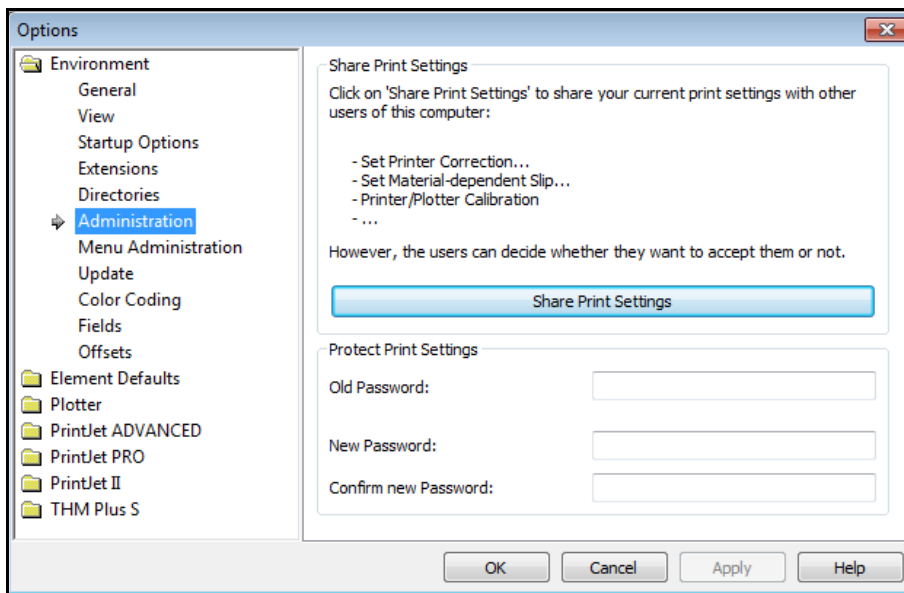 Options
Environment
General
View
Startup Options
Extensions
Directories
Administration
Menu Administration
Update
Color Coding
Fields
Offsets
Element Defaults
Plotter
PrintJet ADVANCED
PrintJet PRO
PrintJet II
THM Plus S
Share Print Settings
Click on 'Share Print Settings' to share your current print settings with other
users of this computer:
- Set Printer Correction...
- Set Material-dependent Slip...
- Printer/Plotter Calibration
- ...
However, the users can decide whether they want to accept them or not.
Share Print Settings
Protect Print Settings
Old Password:
New Password:
Confirm new Password:
OK
Cancel
Apply
Help